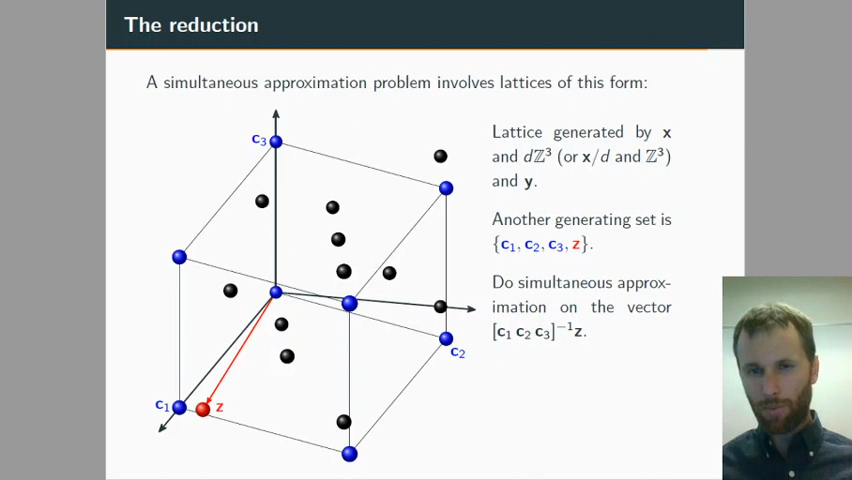 The reduction
A simultaneous approximation problem involves lattices of this form:
c₃
c₂
c₁
z
Lattice generated by x
and dℤ³ (or x/d and ℤ³)
and y.
Another generating set is
{c₁, c₂, c₃, z}.
Do simultaneous approx-
imation on the vector
[c₁ c₂ c₃]⁻¹z.